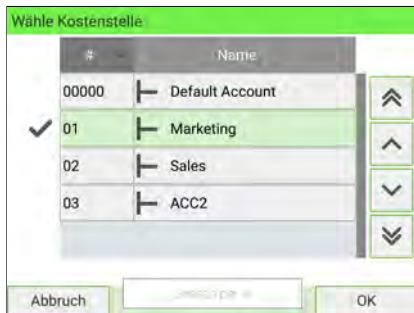 Wähle Kostenstelle
# Name
00000 Default Account
01 Marketing
02 Sales
03 ACC2
Abbruch OK